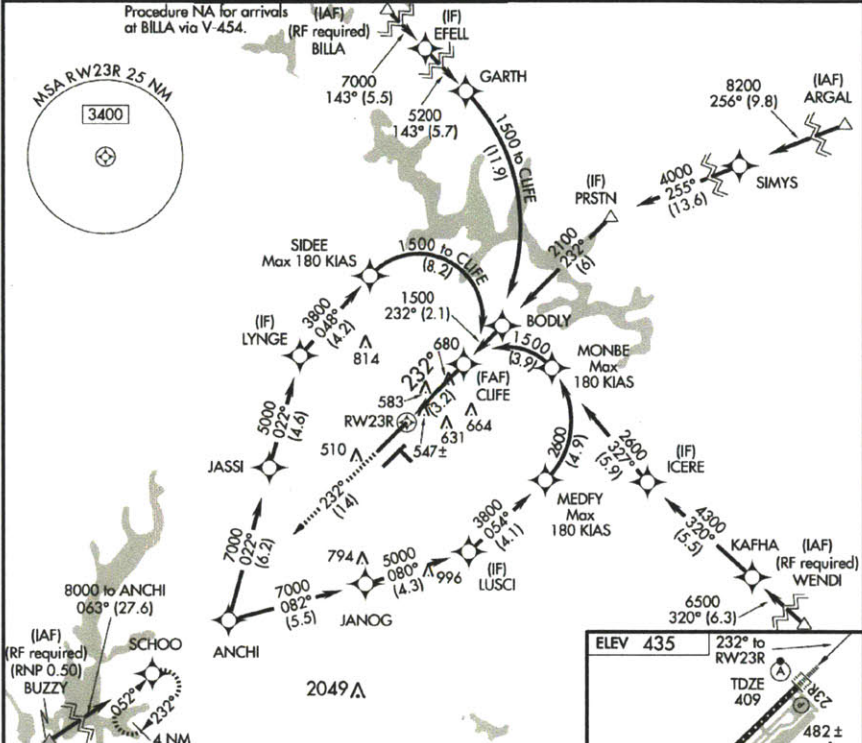 Procedure NA for arrivals
at BILLA via V-454.
(IAF)
(RF required)
BILLA
(IF)
EFELL
7000
143° (5.5)
GARTH
5200
143° (5.7)
MSA RW23R 25 NM
3400
8200
256° (9.8)
(IAF)
ARGAL
1500 to CLIFE
(11.9)
(IF)
PRSTN
4000
255°
(13.6)
SIMYS
SIDEE
Max 180 KIAS
1500 to CLIFE
(8.2)
2100
232°
(6)
1500
232° (2.1)
BODLY
(IF)
LYNGE
3800
048°
(4.2)
814
680
232°
1500
(3.9)
MONBE
Max
180 KIAS
(FAF)
CLIFE
583
(3.2)
664
631
547±
RW23R
5000
022°
(4.6)
510
JASSI
232°
(14)
2600
(4.9)
2600
327°
(5.9)
(IF)
ICERE
MEDFY
Max
180 KIAS
7000
022°
(6.2)
3800
054°
(4.1)
4300
320°
(5.5)
794
5000
080°
(4.3)
996
(IF)
LUSCI
KAFHA
(IAF)
(RF required)
WENDI
7000
082°
(5.5)
JANOG
8000 to ANCHI
063° (27.6)
6500
320° (6.3)
ANCHI
(IAF)
(RF required)
(RNP 0.50)
BUZZY
SCHOO
052°
232°
4 NM
2049
ELEV 435
232° to
RW23R
A
TDZE
409
23R
482 ±